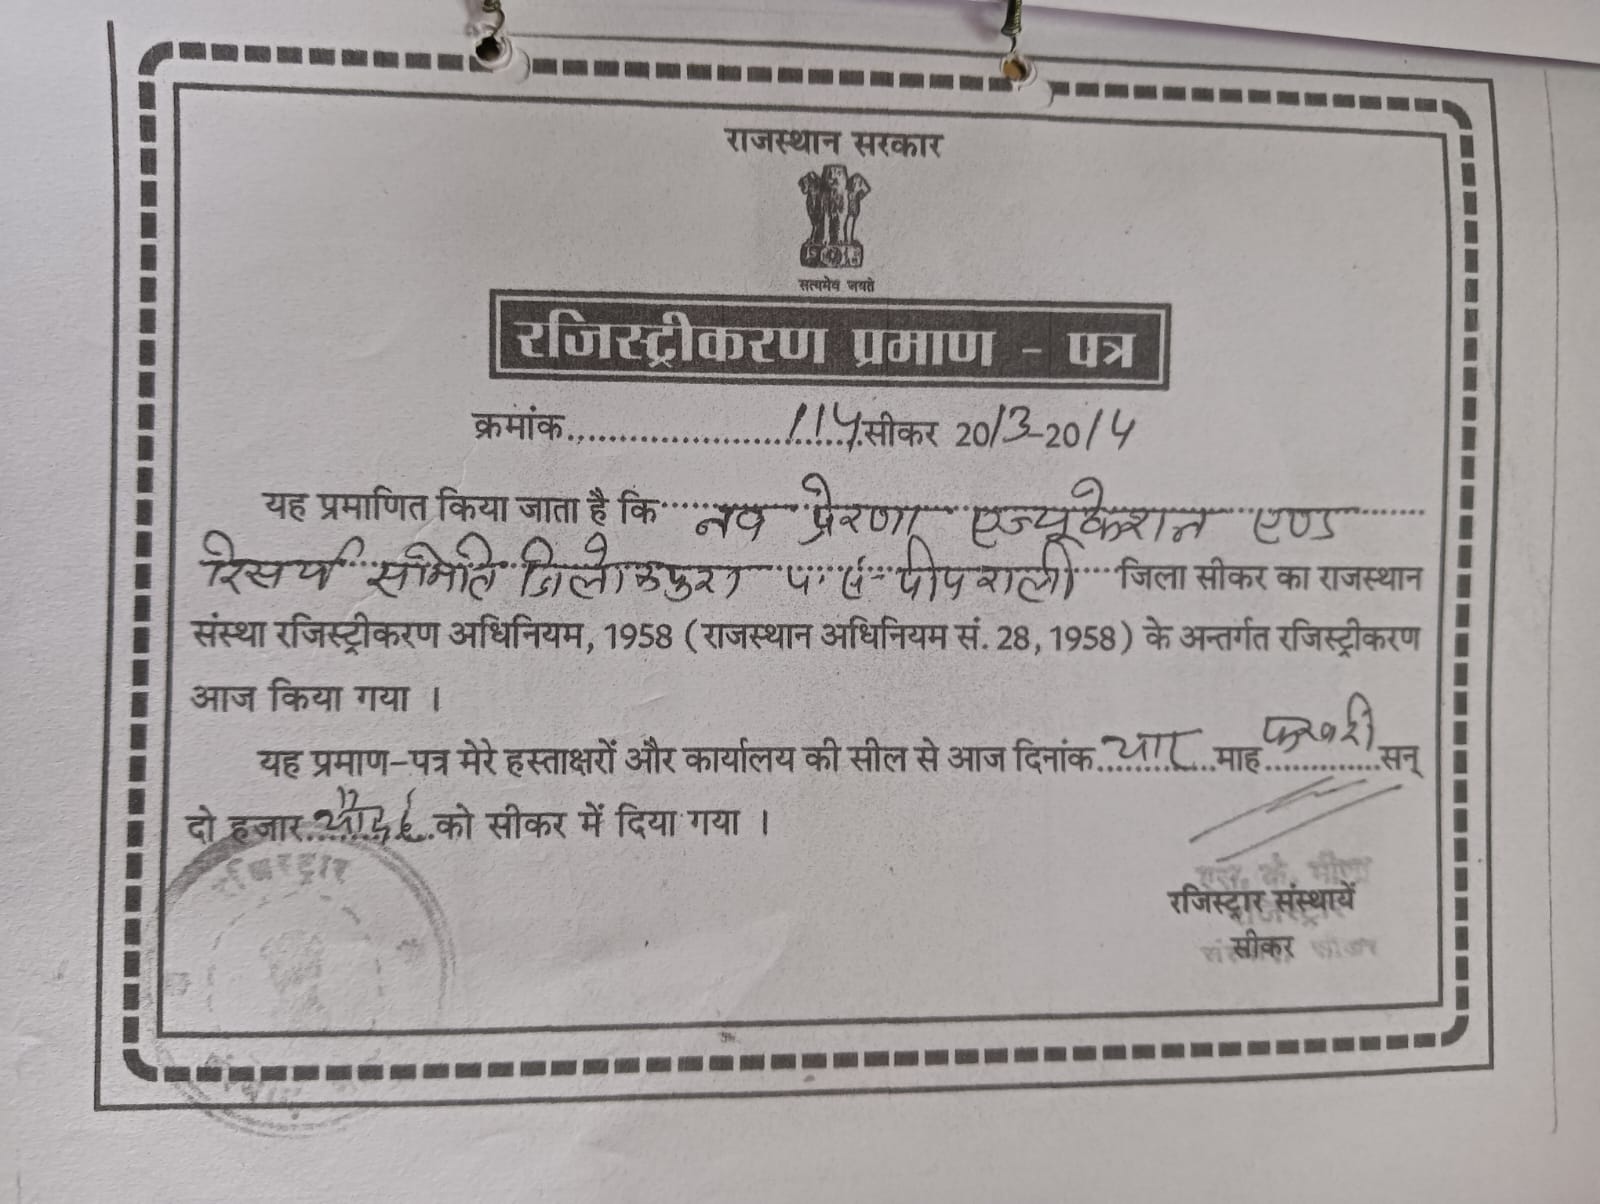 राजस्थान सरकार
सत्यमेव जयते
रजिस्ट्रीकरण प्रमाण - पत्र
क्रमांक.............................114.सीकर 2013-2014
यह प्रमाणित किया जाता है कि नव प्रेरणा एज्यूकेशन एण्ड
रिसर्च समिति पं. सं- पीपराली जिला सीकर का राजस्थान
संस्था रजिस्ट्रीकरण अधिनियम, 1958 (राजस्थान अधिनियम सं. 28, 1958) के अन्तर्गत रजिस्ट्रीकरण
आज किया गया ।
यह प्रमाण-पत्र मेरे हस्ताक्षरों और कार्यालय की सील से आज दिनांक चार माह फरवरी सन्
दो हजार चौदह को सीकर में दिया गया ।
रजिस्ट्रार
एस. के. मीणा
रजिस्ट्रार संस्थायें
सीकर